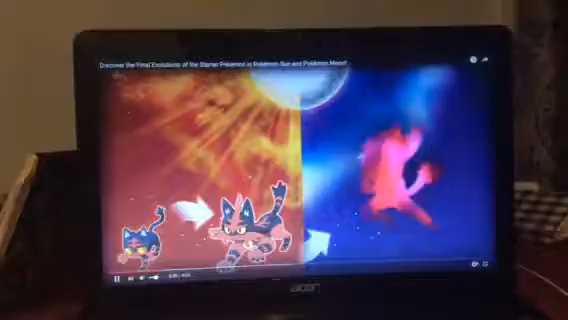 Discover the Final Evolutions of the Starter Pokémon in Pokémon Sun and Pokémon Moon!
acer